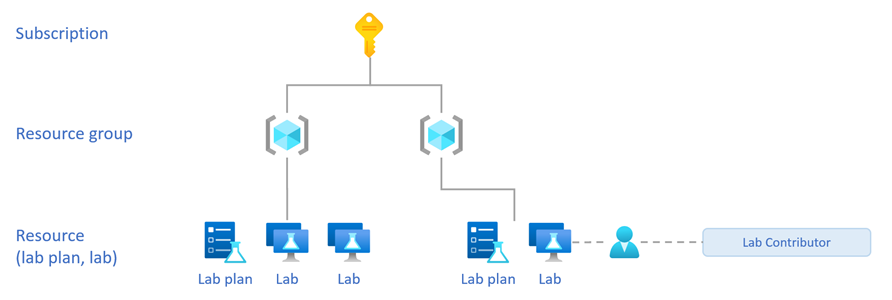 Subscription
Resource group
Resource
(lab plan, lab)
Lab plan
Lab
Lab
Lab plan
Lab
Lab Contributor